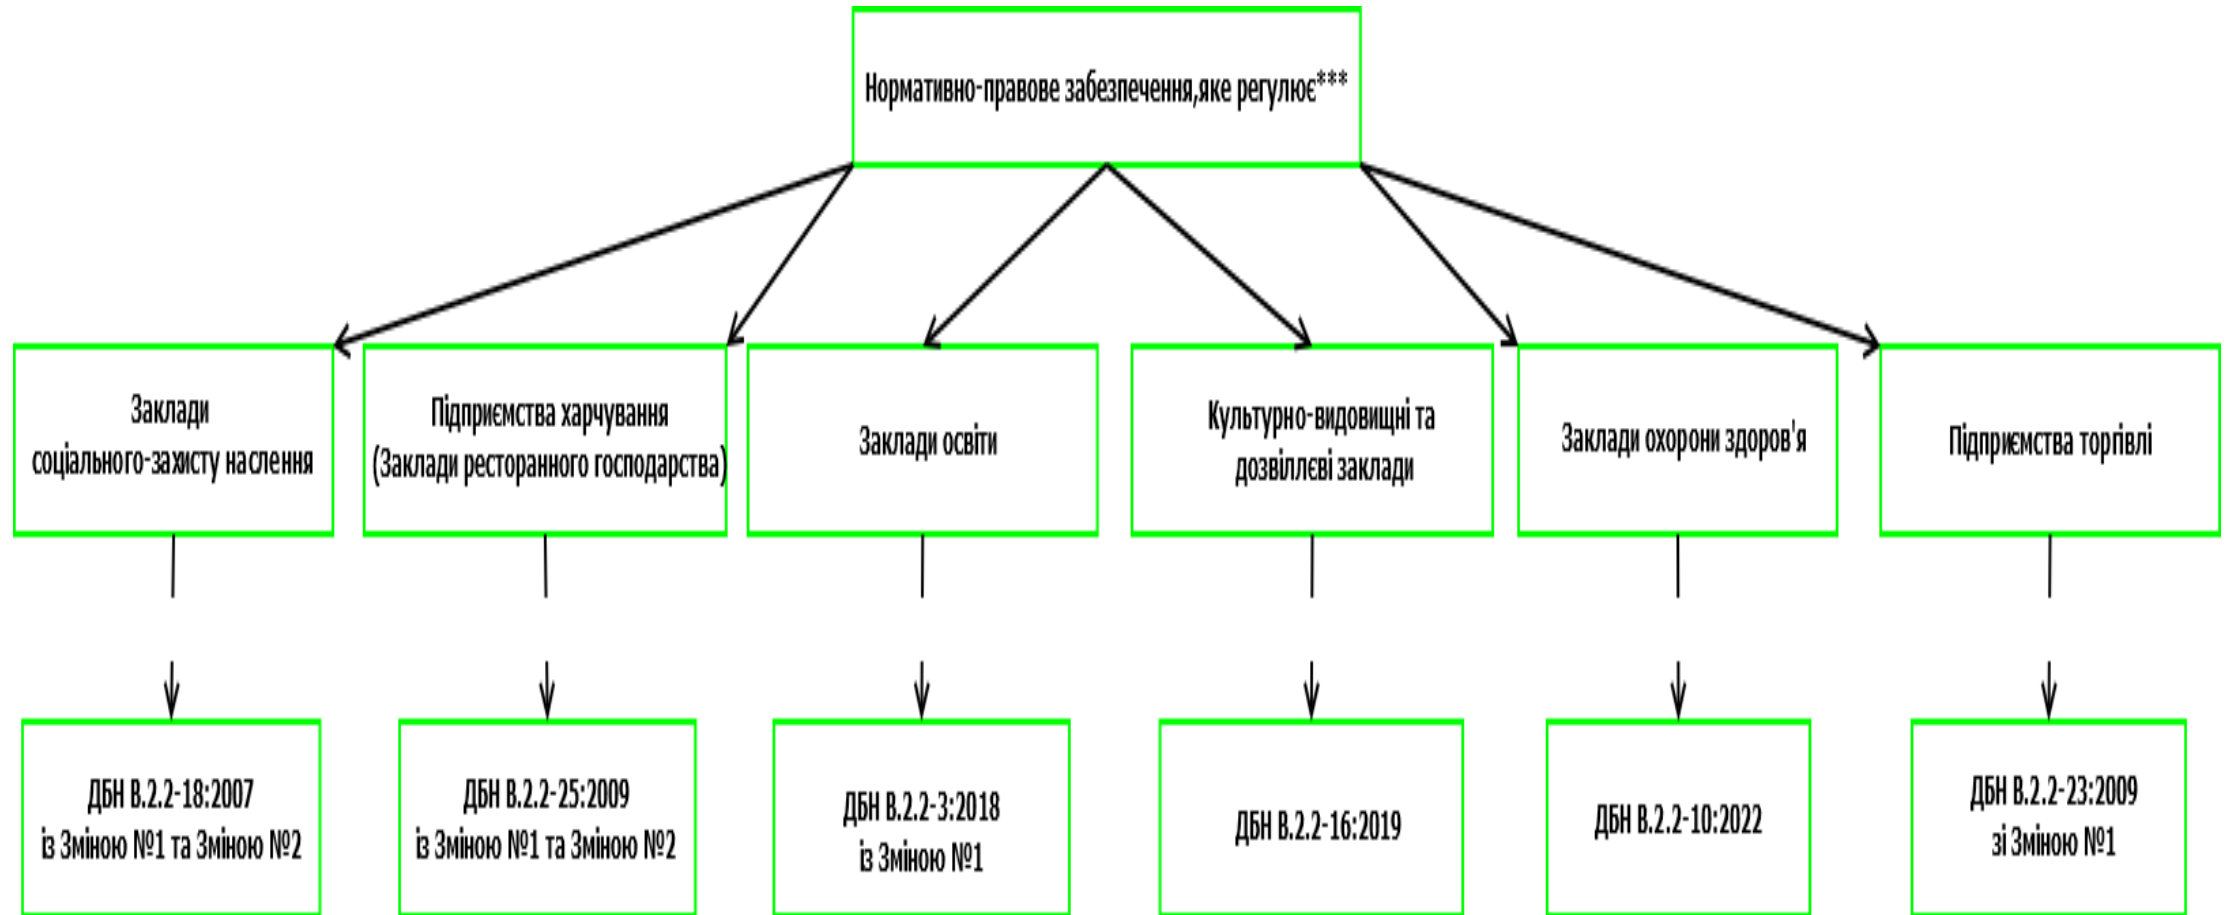 Нормативно-правове забезпечення,яке регулює***
Заклади
соціального-захисту наслення
Підприємства харчування
(Заклади ресторанного господарства)
Заклади освіти
Культурно-видовищні та
дозвіллєві заклади
Заклади охорони здоров'я
Підприємства торгівлі
ДБН В.2.2-18:2007
із Зміною №1 та Зміною №2
ДБН В.2.2-25:2009
із Зміною №1 та Зміною №2
ДБН В.2.2-3:2018
із Зміною №1
ДБН В.2.2-16:2019
ДБН В.2.2-10:2022
ДБН В.2.2-23:2009
зі Зміною №1